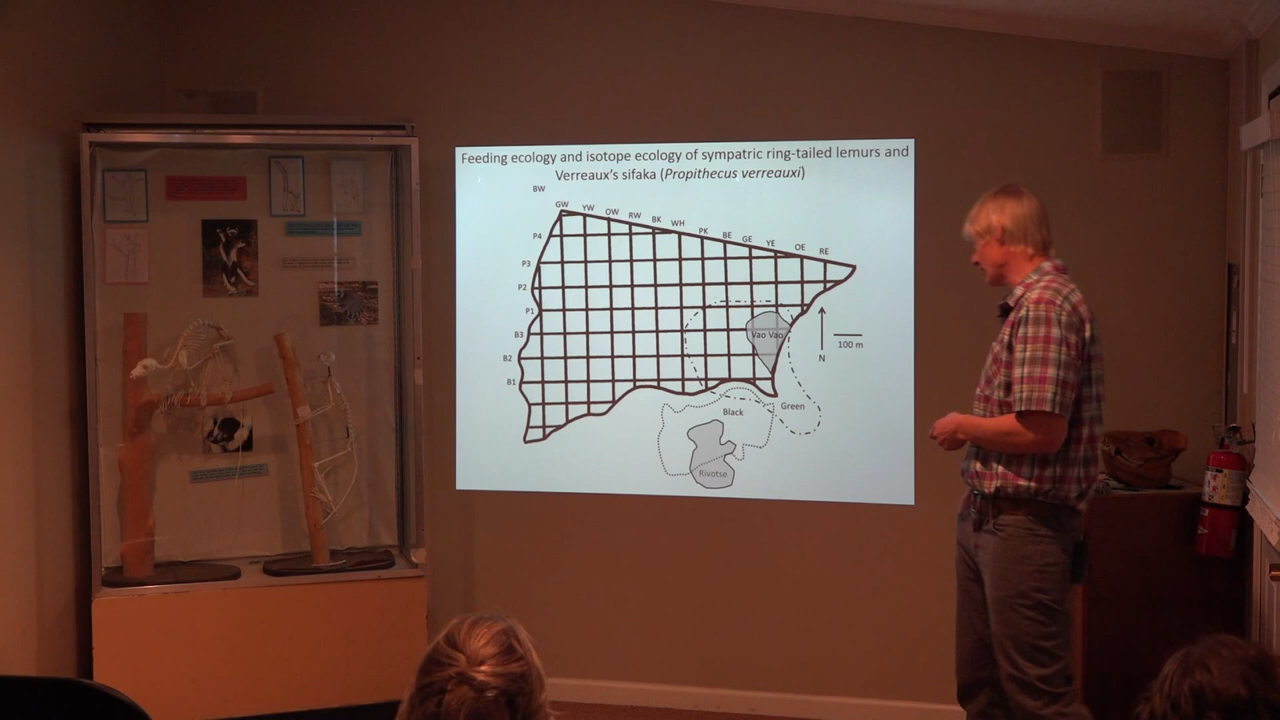 Feeding ecology and isotope ecology of sympatric ring-tailed lemurs and
Verreaux's sifaka (Propithecus verreauxi)
BW
GW YW OW RW BK WH PK BE GE YE OE RE
P4
P3
P2
P1
B3
B2
B1
Vao Vao
N
100 m
Black
Green
Rivotse